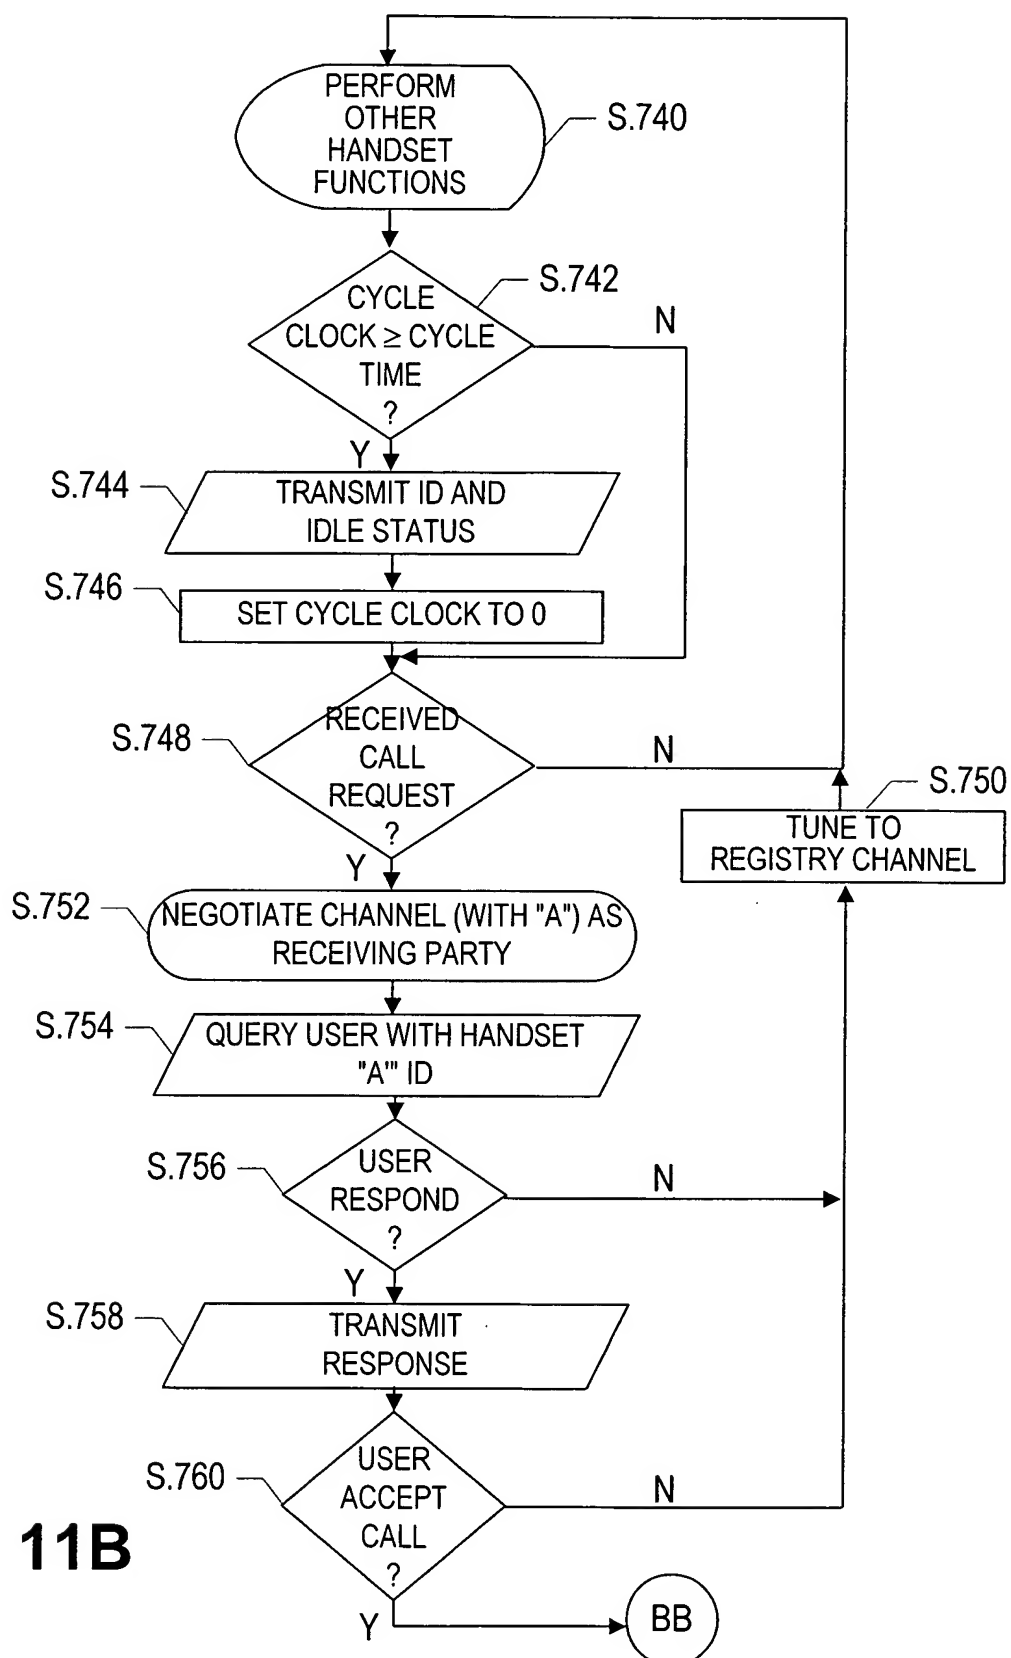 PERFORM
OTHER
HANDSET
FUNCTIONS
S.740
CYCLE
CLOCK ≥ CYCLE
TIME
?
S.742
N
Y
S.744
TRANSMIT ID AND
IDLE STATUS
S.746
SET CYCLE CLOCK TO 0
S.748
RECEIVED
CALL
REQUEST
?
N
S.750
TUNE TO
REGISTRY CHANNEL
Y
S.752
NEGOTIATE CHANNEL (WITH "A") AS
RECEIVING PARTY
S.754
QUERY USER WITH HANDSET
"A'" ID
S.756
USER
RESPOND
?
N
Y
S.758
TRANSMIT
RESPONSE
S.760
USER
ACCEPT
CALL
?
N
11B
Y
BB